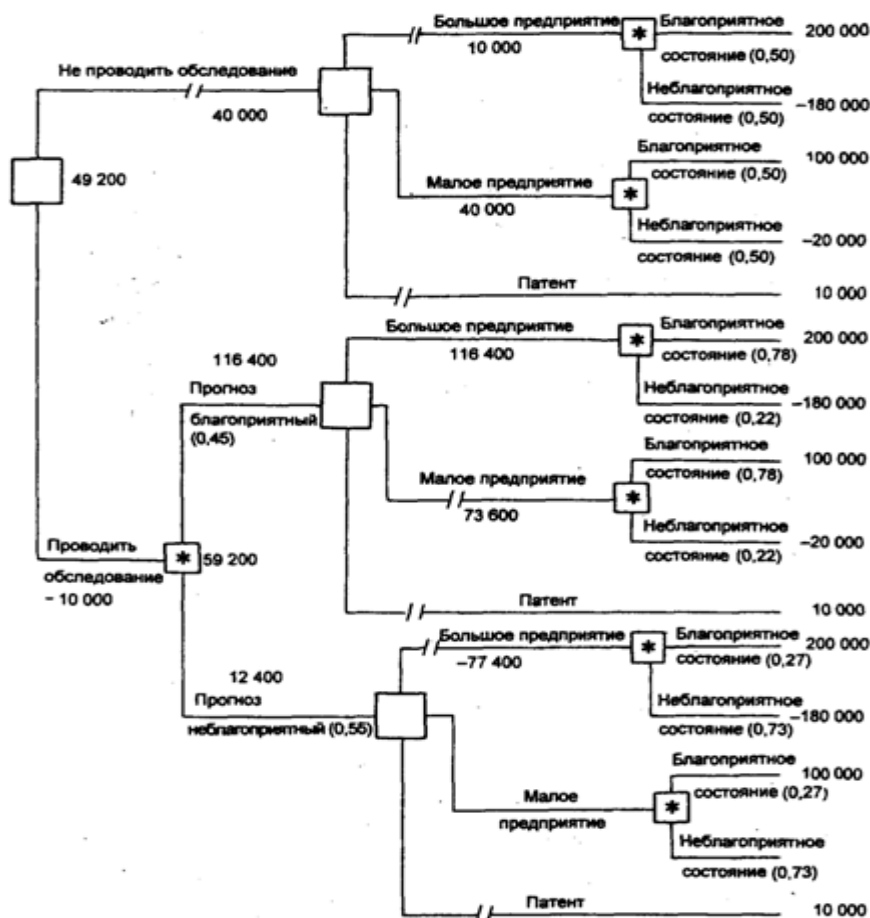 Большое предприятие
10 000
Благоприятное
состояние (0,50)
200 000
Не проводить обследование
40 000
Неблагоприятное
состояние (0,50)
–180 000
49 200
Малое предприятие
40 000
Благоприятное
состояние (0,50)
100 000
Неблагоприятное
состояние (0,50)
–20 000
Патент
10 000
116 400
Прогноз
благоприятный
(0,45)
Большое предприятие
116 400
Благоприятное
состояние (0,78)
200 000
Неблагоприятное
состояние (0,22)
–180 000
Малое предприятие
73 600
Благоприятное
состояние (0,78)
100 000
Неблагоприятное
состояние (0,22)
–20 000
Проводить
обследование
– 10 000
59 200
Патент
10 000
12 400
Прогноз
неблагоприятный (0,55)
Большое предприятие
–77 400
Благоприятное
состояние (0,27)
200 000
Неблагоприятное
состояние (0,73)
–180 000
Малое
предприятие
Благоприятное
состояние (0,27)
100 000
Неблагоприятное
состояние (0,73)
–20 000
Патент
10 000